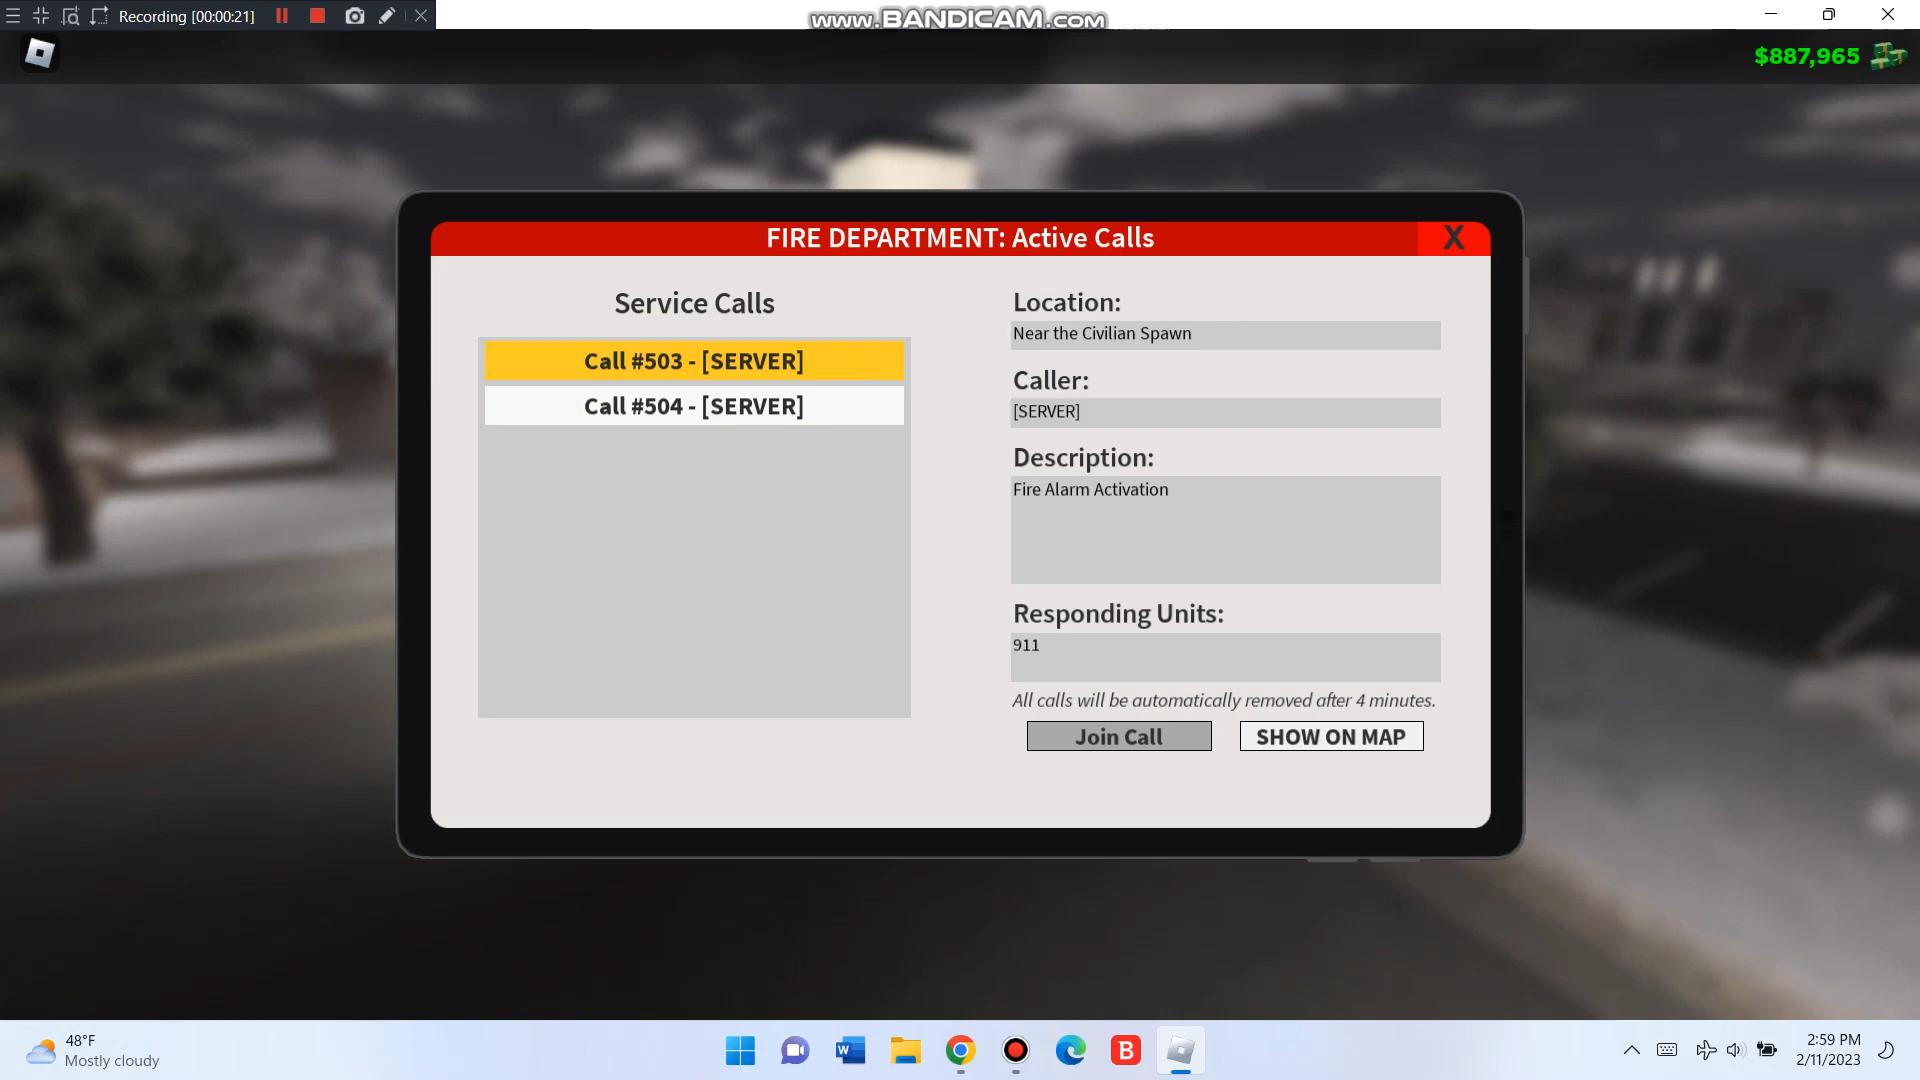 Recording [00:00:21]
www.BANDICAM.com
$887,965
FIRE DEPARTMENT: Active Calls
X
Service Calls
Call #503 - [SERVER]
Call #504 - [SERVER]
Location:
Near the Civilian Spawn
Caller:
[SERVER]
Description:
Fire Alarm Activation
Responding Units:
911
All calls will be automatically removed after 4 minutes.
Join Call
SHOW ON MAP
48°F
Mostly cloudy
W
B
2:59 PM
2/11/2023